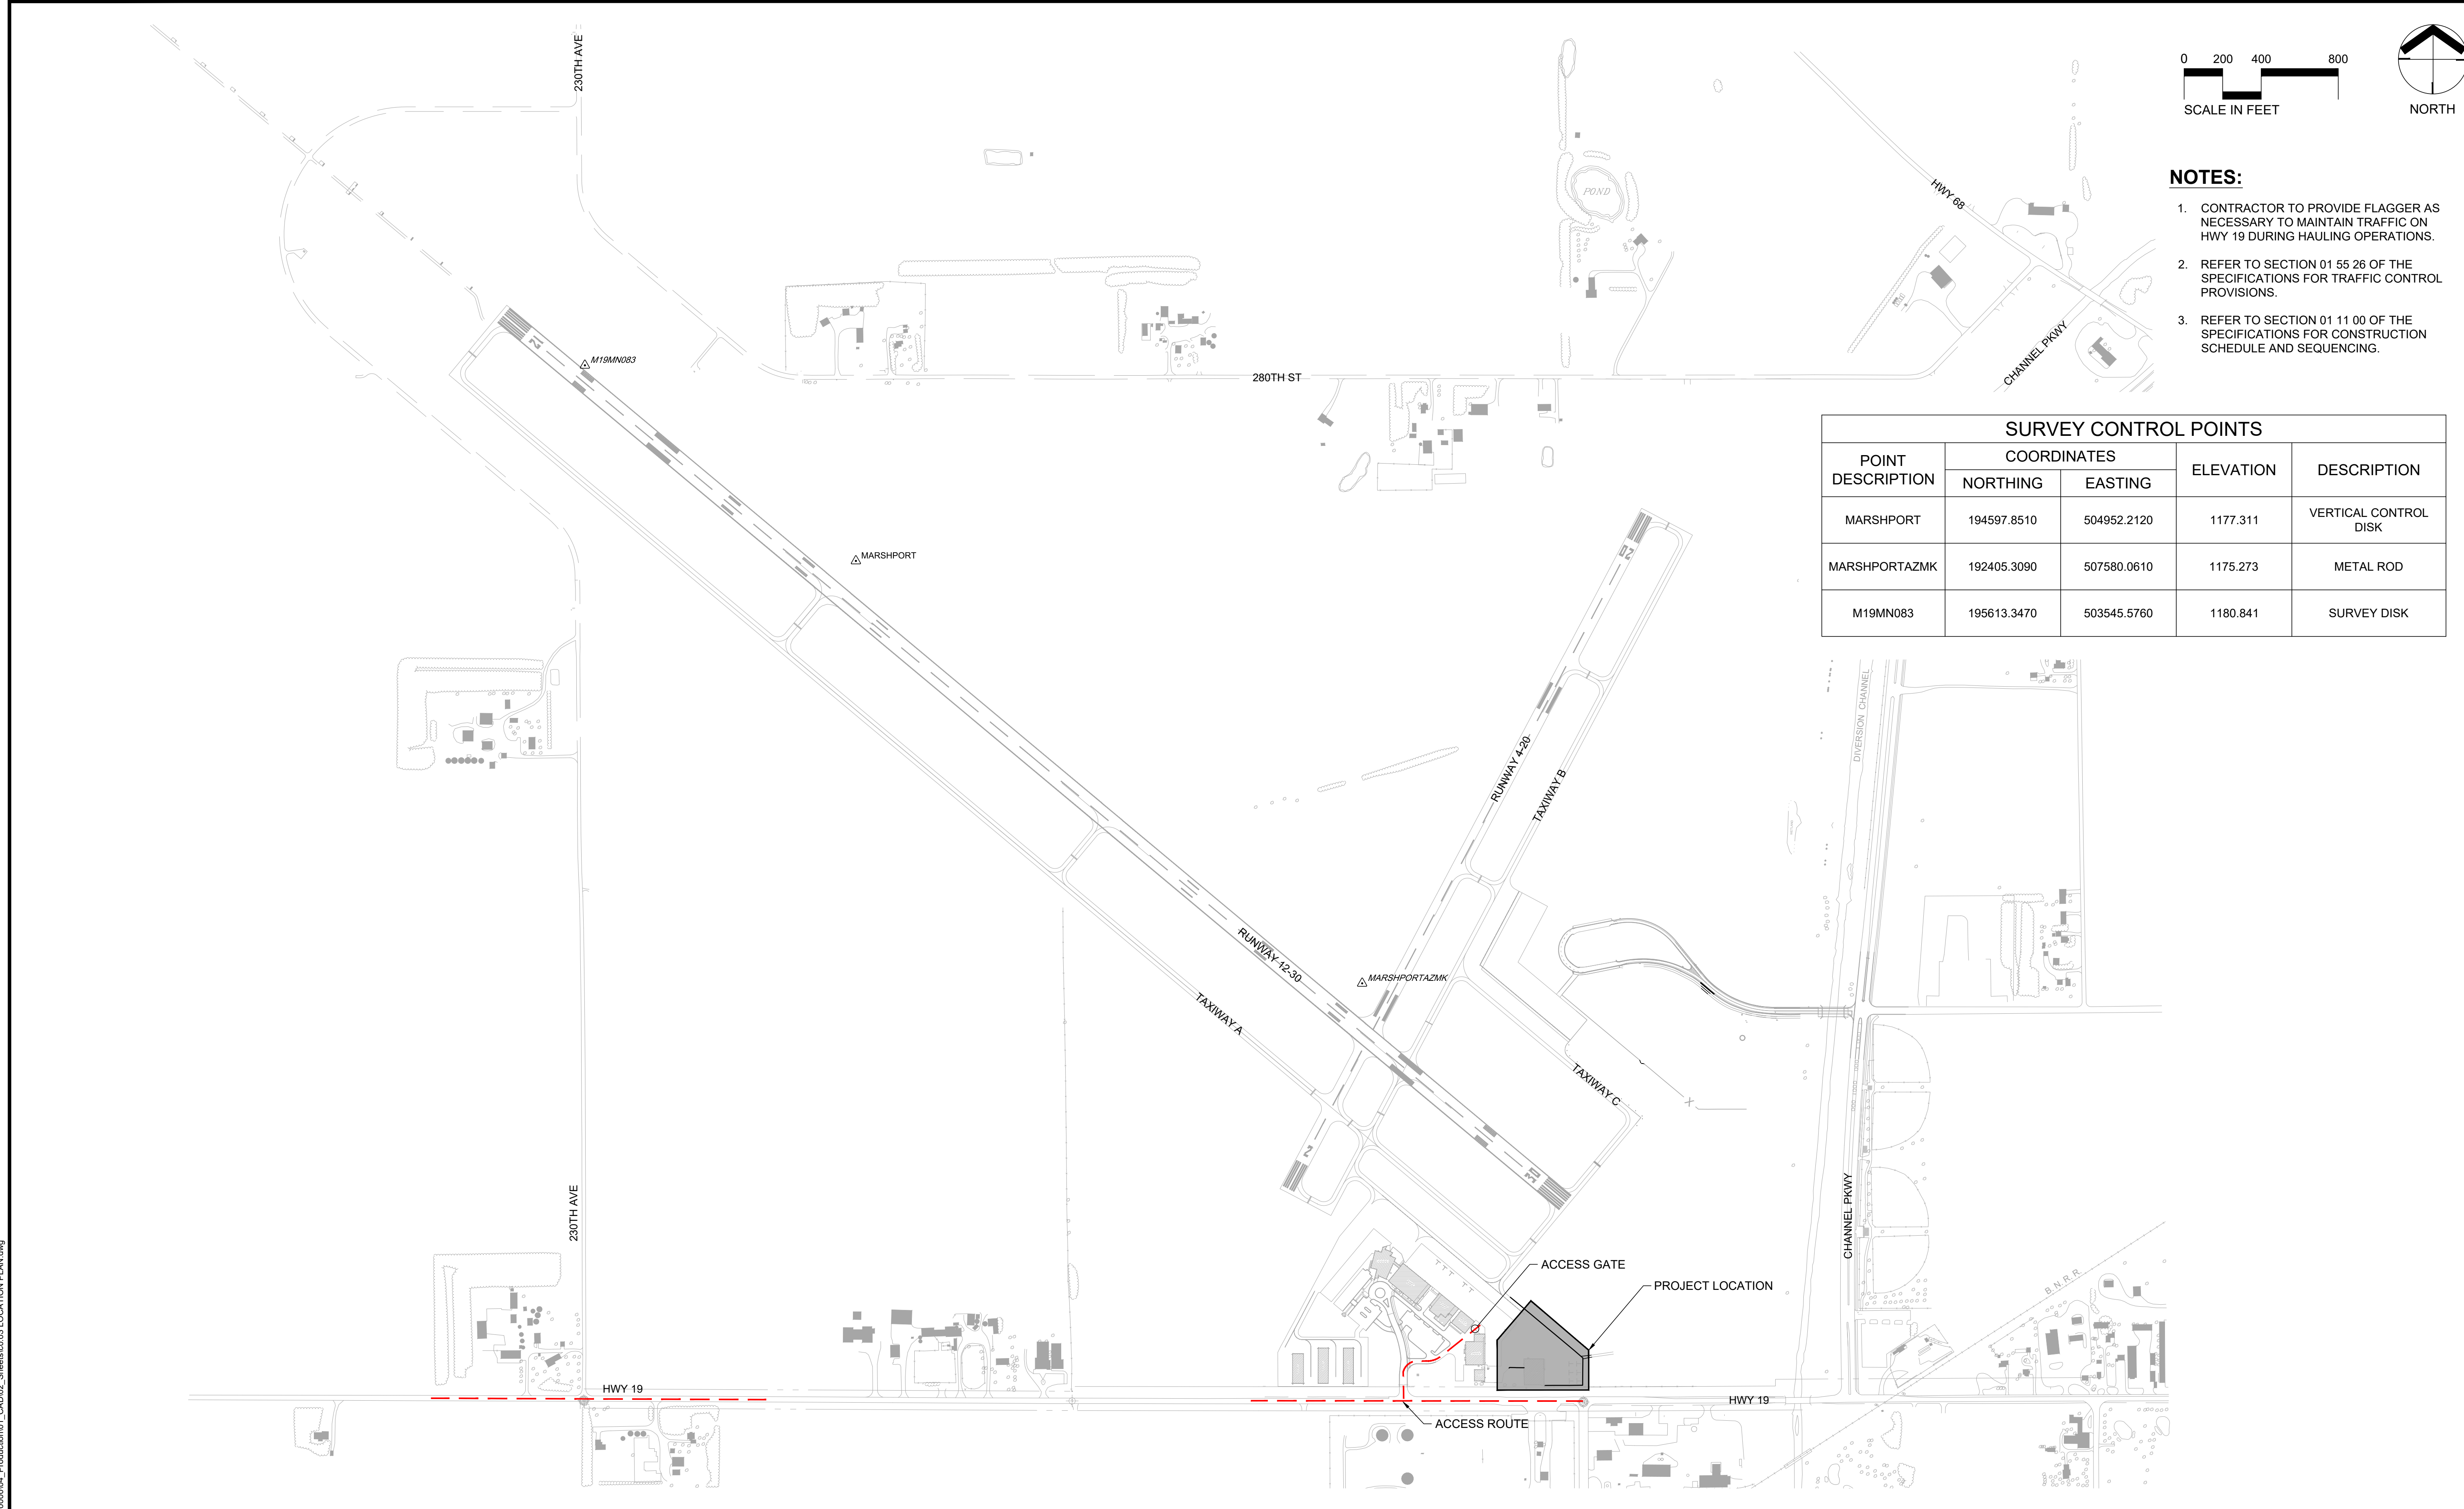 230TH AVE
0 200 400 800
SCALE IN FEET
NORTH
NOTES:
1. CONTRACTOR TO PROVIDE FLAGGER AS
NECESSARY TO MAINTAIN TRAFFIC ON
HWY 19 DURING HAULING OPERATIONS.
2. REFER TO SECTION 01 55 26 OF THE
SPECIFICATIONS FOR TRAFFIC CONTROL
PROVISIONS.
3. REFER TO SECTION 01 11 00 OF THE
SPECIFICATIONS FOR CONSTRUCTION
SCHEDULE AND SEQUENCING.
POND
HWY 68
CHANNEL PKWY
280TH ST
12
M19MN083
MARSHPORT
SURVEY CONTROL POINTS
POINT
DESCRIPTION
COORDINATES
NORTHING
EASTING
ELEVATION
DESCRIPTION
MARSHPORT 194597.8510 504952.2120 1177.311 VERTICAL CONTROL
DISK
MARSHPORTAZMK 192405.3090 507580.0610 1175.273 METAL ROD
M19MN083 195613.3470 503545.5760 1180.841 SURVEY DISK
20
RUNWAY 4-20
TAXIWAY B
DIVERSION CHANNEL
RUNWAY 12-30
TAXIWAY A
MARSHPORTAZMK
TAXIWAY C
30
230TH AVE
CHANNEL PKWY
B.N.R.R.
ACCESS GATE
PROJECT LOCATION
HWY 19
HWY 19
ACCESS ROUTE